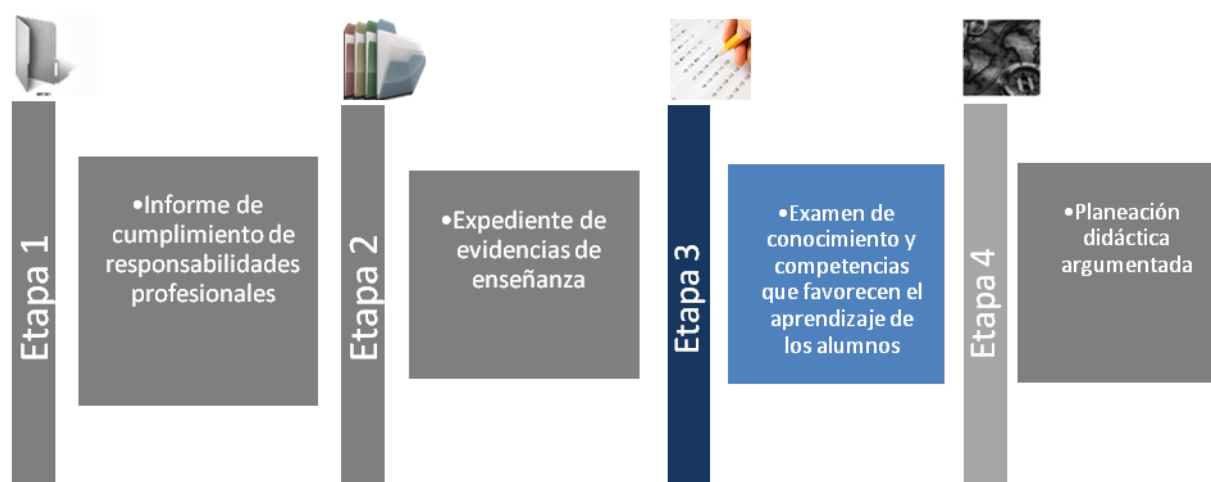 Etapa 1
•Informe de
cumplimiento de
responsabilidades
profesionales
Etapa 2
•Expediente de
evidencias de
enseñanza
Etapa 3
•Examen de
conocimiento y
competencias
que favorecen el
aprendizaje de
los alumnos
Etapa 4
•Planeación
didáctica
argumentada